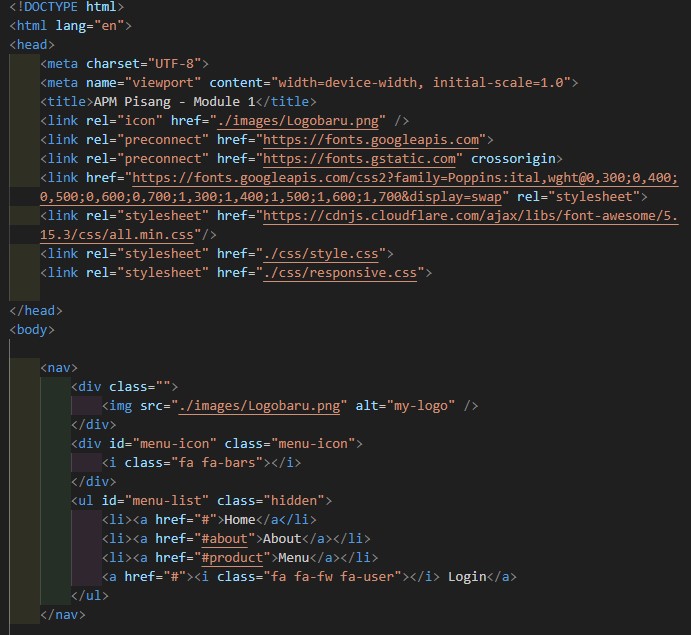 <!DOCTYPE html>
<html lang="en">
<head>
<meta charset="UTF-8">
<meta name="viewport" content="width=device-width, initial-scale=1.0">
<title>APM Pisang - Module 1</title>
<link rel="icon" href="./images/Logobaru.png" />
<link rel="preconnect" href="https://fonts.googleapis.com">
<link rel="preconnect" href="https://fonts.gstatic.com" crossorigin>
<link href="https://fonts.googleapis.com/css2?family=Poppins:ital,wght@0,300;0,400;
0,500;0,600;0,700;1,300;1,400;1,500;1,600;1,700&display=swap" rel="stylesheet">
<link rel="stylesheet" href="https://cdnjs.cloudflare.com/ajax/libs/font-awesome/5.
15.3/css/all.min.css"/>
<link rel="stylesheet" href="./css/style.css">
<link rel="stylesheet" href="./css/responsive.css">
</head>
<body>
<nav>
<div class="">
<img src="./images/Logobaru.png" alt="my-logo" />
</div>
<div id="menu-icon" class="menu-icon">
<i class="fa fa-bars"></i>
</div>
<ul id="menu-list" class="hidden">
<li><a href="#">Home</a</li>
<li><a href="#about">About</a></li>
<li><a href="#product">Menu</a></li>
<a href="#"><i class="fa fa-fw fa-user"></i> Login</a>
</ul>
</nav>